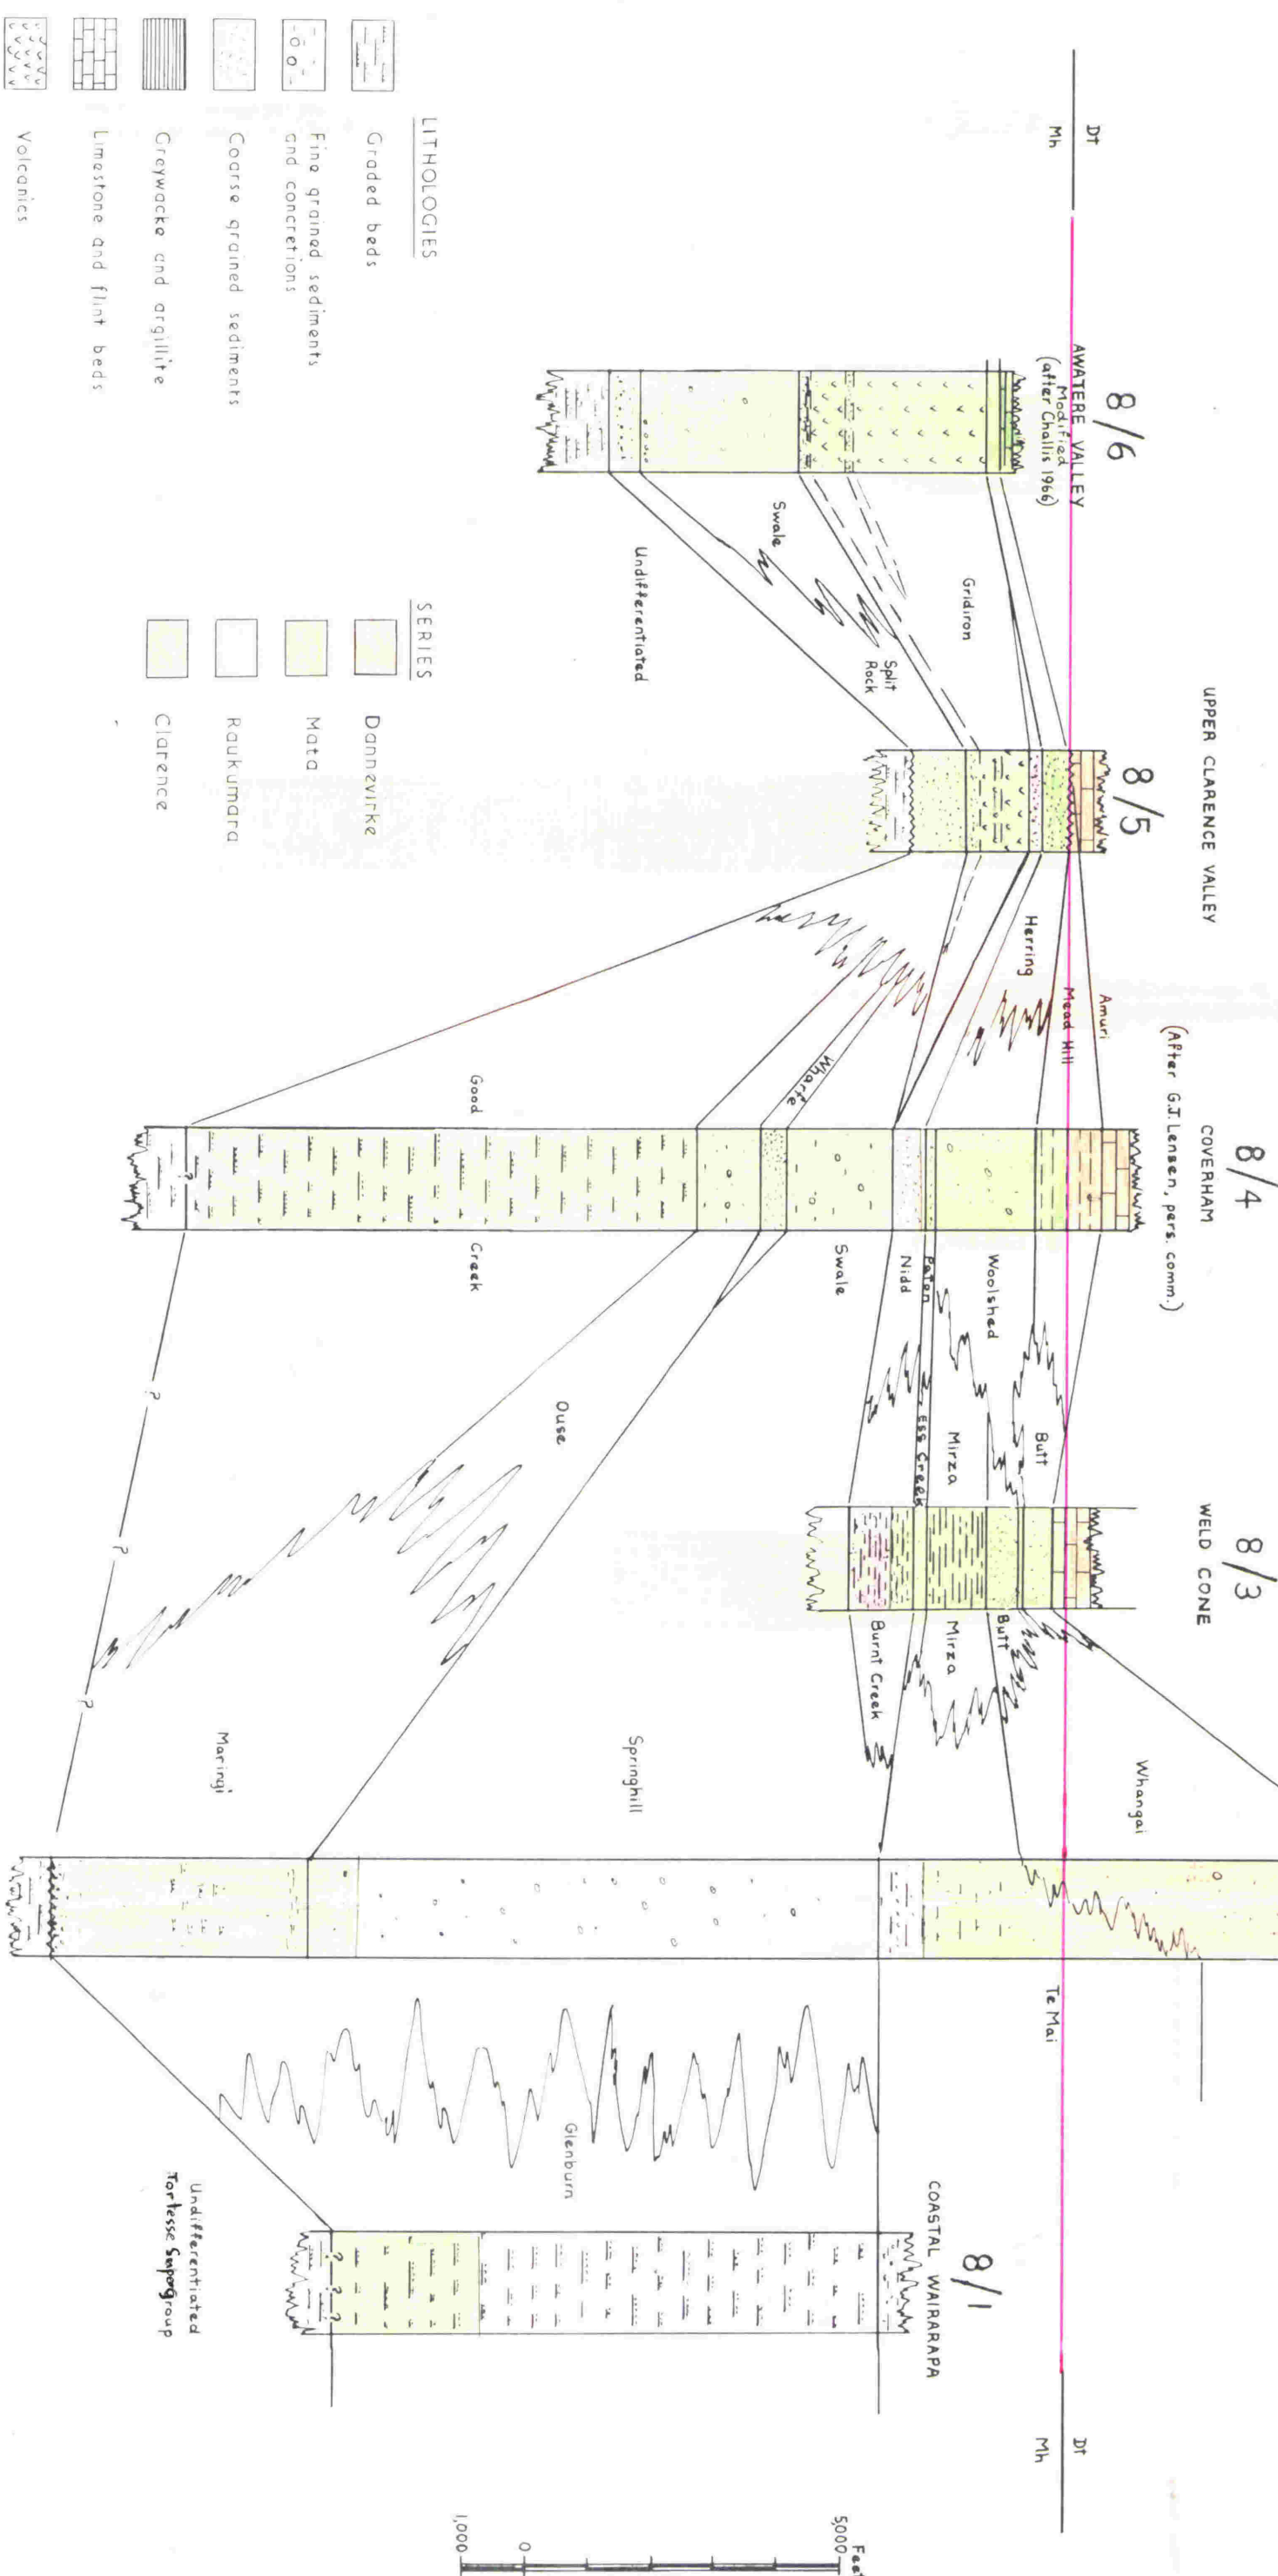 8/6
AWATERE VALLEY
Modified
(after Challis 1966)
UPPER CLARENCE VALLEY
8/5
8/4
COVERHAM
(After G.J. Lensen, pers. comm.)
8/3
WELD CONE
8/1
COASTAL WAIRARAPA
Dt
Mh
Dt
Mh
Gridiron
Swale
Split
Rock
Undifferentiated
Amuri
Mead Hill
Herring
Wharfe
Good
Creek
Swale
Nidd
Paton
Woolshed
Butt
Mirza
Ess Creek
Ouse
?
?
?
?
Butt
Mirza
Burnt Creek
Whangai
Springhill
Maringi
Te Mai
Glenburn
? ? ?
Undifferentiated
Torlesse Supergroup
Feet
5,000
0
1,000
LITHOLOGIES
Graded beds
Fine grained sediments
and concretions
Coarse grained sediments
Greywacke and argillite
Limestone and flint beds
Volcanics
SERIES
Dannevirke
Mata
Raukumara
Clarence